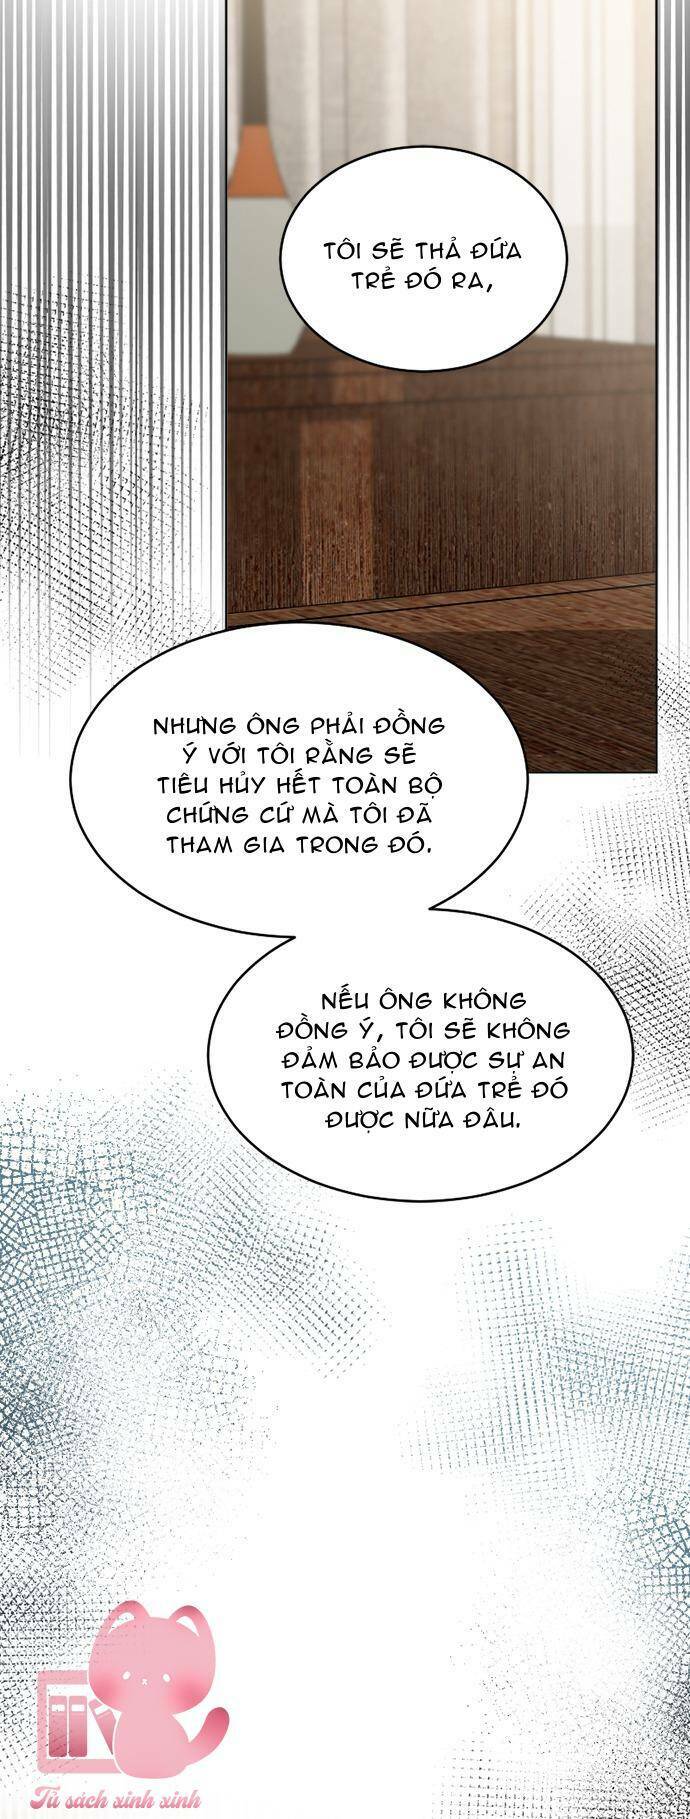 TÔI SẼ THẢ ĐỨA
TRẺ ĐÓ RA,
NHƯNG ÔNG PHẢI ĐỒNG
Ý VỚI TÔI RẰNG SẼ
TIÊU HỦY HẾT TOÀN BỘ
CHỨNG CỨ MÀ TÔI ĐÃ
THAM GIA TRONG ĐÓ.
NẾU ÔNG KHÔNG
ĐỒNG Ý, TÔI SẼ KHÔNG
ĐẢM BẢO ĐƯỢC SỰ AN
TOÀN CỦA ĐỨA TRẺ ĐÓ
ĐƯỢC NỮA ĐÂU.
Tủ sách xinh xinh